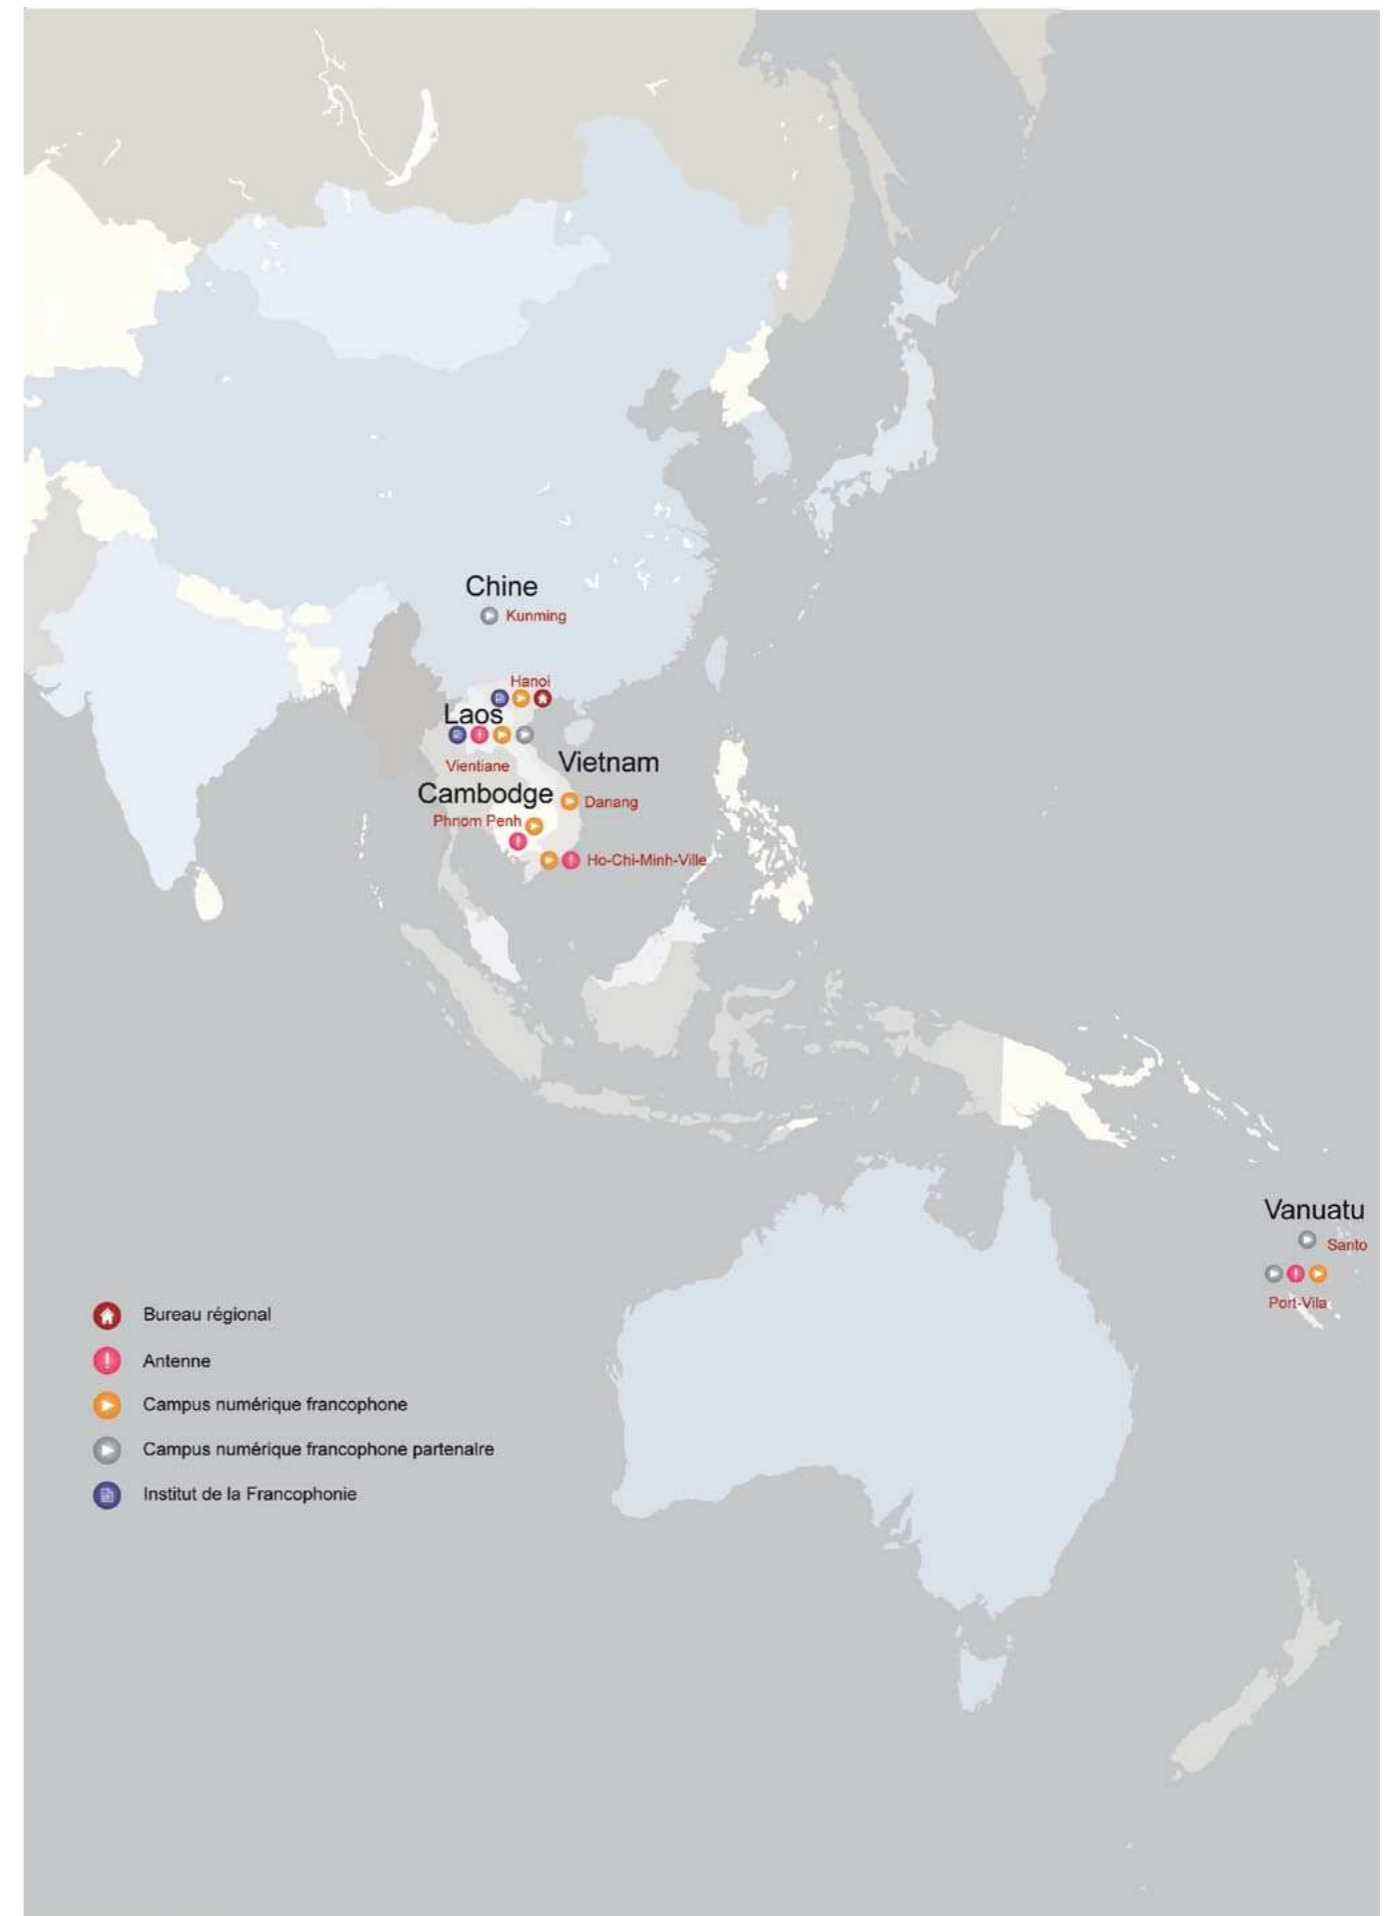 Chine
Kunming
Hanoi
Laos
Vientiane
Vietnam
Cambodge
Danang
Phnom Penh
Ho-Chi-Minh-Ville
Vanuatu
Santo
Port-Vila
Bureau régional
Antenne
Campus numérique francophone
Campus numérique francophone partenaire
Institut de la Francophonie